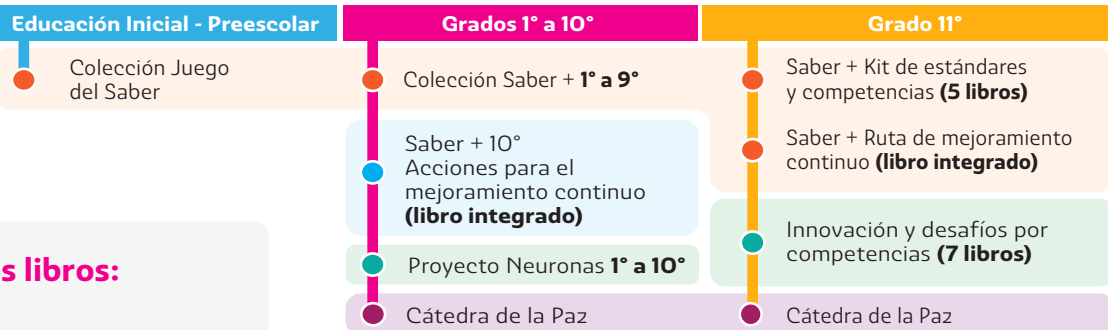 Educación Inicial - Preescolar
Colección Juego
del Saber
Grados 1° a 10°
Colección Saber + 1° a 9°
Saber + 10°
Acciones para el
mejoramiento continuo
(libro integrado)
Proyecto Neuronas 1° a 10°
Cátedra de la Paz
Grado 11°
Saber + Kit de estándares
y competencias (5 libros)
Saber + Ruta de mejoramiento
continuo (libro integrado)
Innovación y desafíos por
competencias (7 libros)
Cátedra de la Paz
s libros: